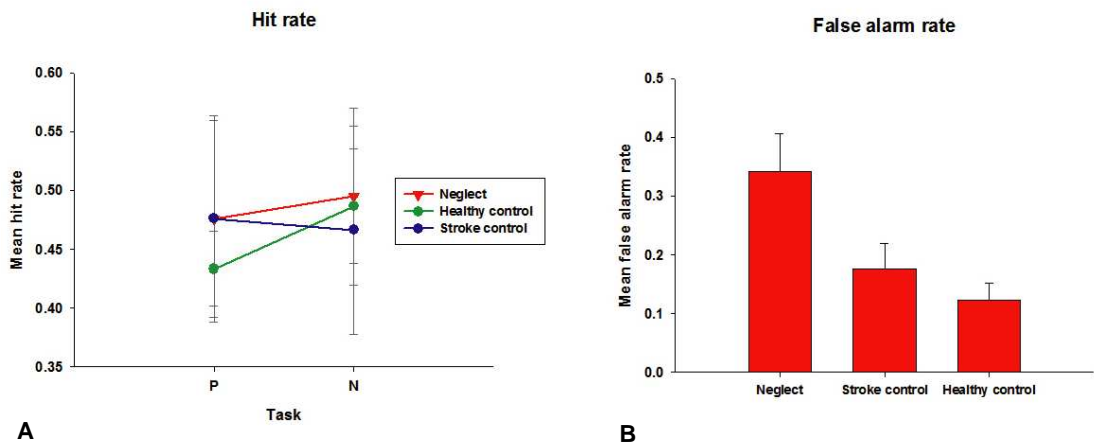 Hit rate
0.60
0.55
0.50
0.45
0.40
0.35
Mean hit rate
P
N
Task
Neglect
Healthy control
Stroke control
A
False alarm rate
0.5
0.4
0.3
0.2
0.1
0.0
Mean false alarm rate
Neglect Stroke control Healthy control
B